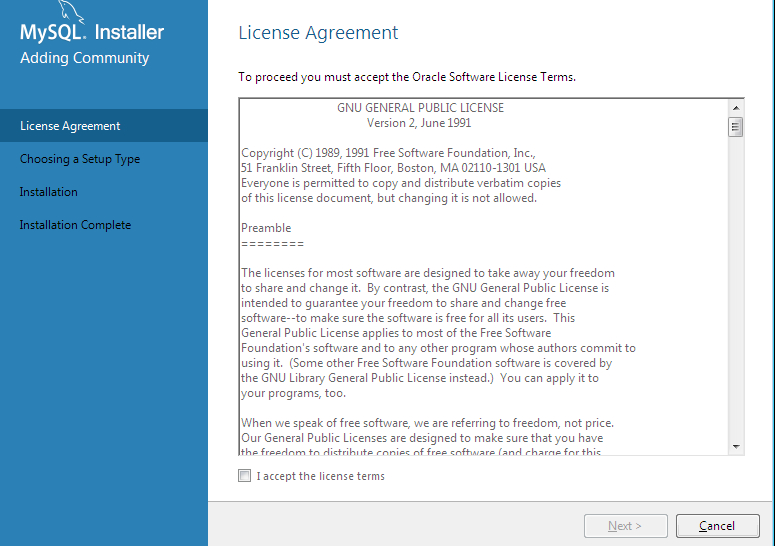 MySQL. Installer
Adding Community
License Agreement
Choosing a Setup Type
Installation
Installation Complete
License Agreement
To proceed you must accept the Oracle Software License Terms.
GNU GENERAL PUBLIC LICENSE
Version 2, June 1991
Copyright (C) 1989, 1991 Free Software Foundation, Inc.,
51 Franklin Street, Fifth Floor, Boston, MA 02110-1301 USA
Everyone is permitted to copy and distribute verbatim copies
of this license document, but changing it is not allowed.
Preamble
========
The licenses for most software are designed to take away your freedom
to share and change it.  By contrast, the GNU General Public License is
intended to guarantee your freedom to share and change free
software--to make sure the software is free for all its users.  This
General Public License applies to most of the Free Software
Foundation's software and to any other program whose authors commit to
using it.  (Some other Free Software Foundation software is covered by
the GNU Library General Public License instead.)  You can apply it to
your programs, too.
When we speak of free software, we are referring to freedom, not price.
Our General Public Licenses are designed to make sure that you have
the freedom to distribute copies of free software (and charge for this
I accept the license terms
Next >
Cancel